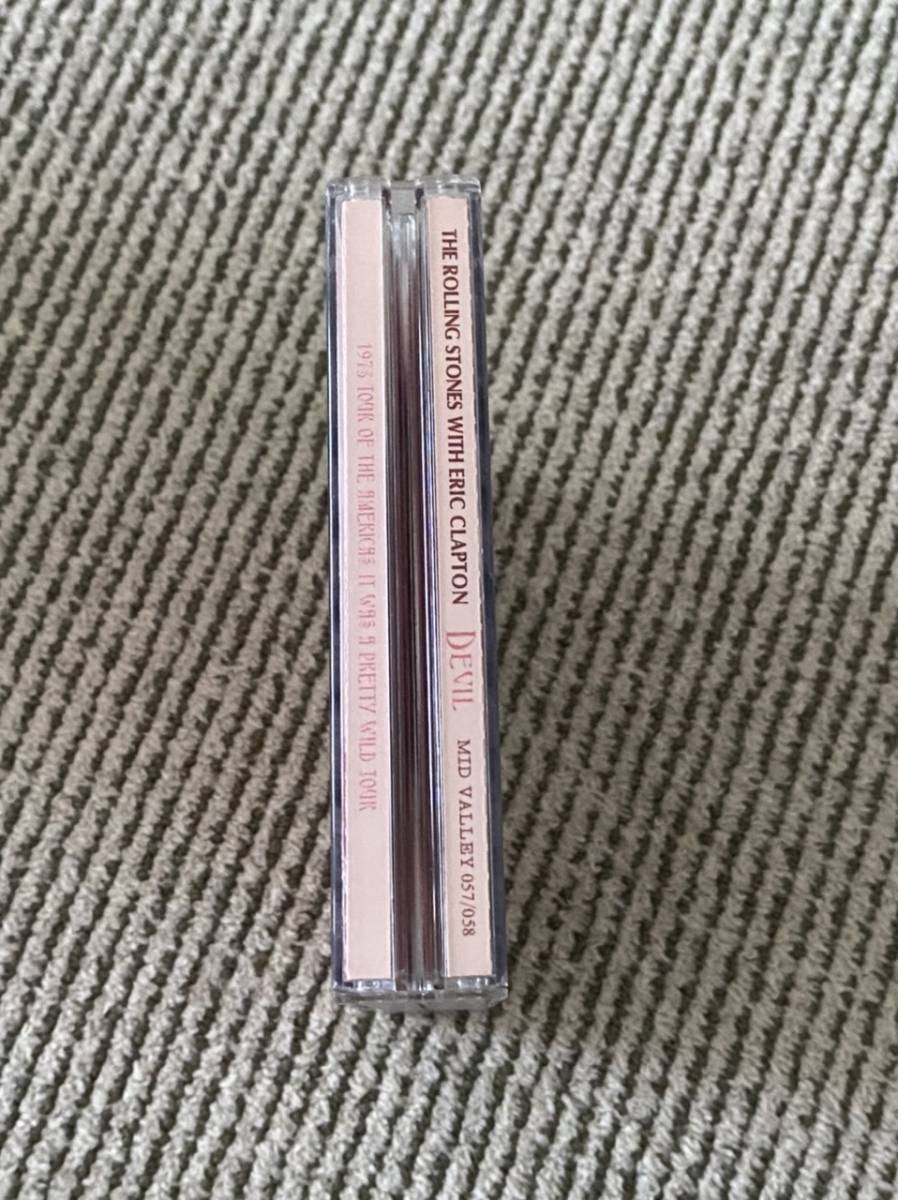 THE ROLLING STONES WITH ERIC CLAPTON DEVIL MID VALLEY 057/058
1975 TOUR OF THE AMERICAS IT WAS A PRETTY WILD TOUR